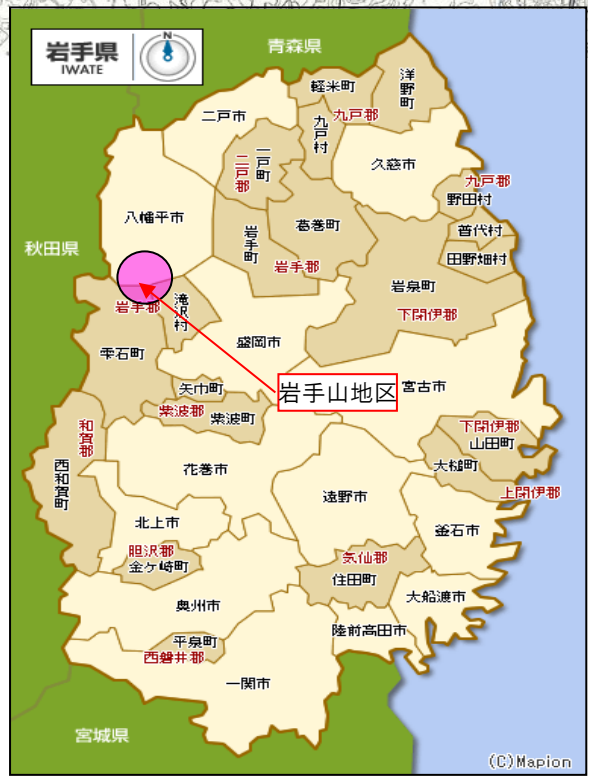 岩手県
IWATE
N
青森県
洋野町
軽米町
九戸郡
九戸村
二戸市
一戸町
二戸郡
久慈市
九戸郡
野田村
普代村
田野畑村
八幡平市
岩手町
葛巻町
岩手郡
岩泉町
下閉伊郡
秋田県
岩手郡
滝沢村
雫石町
盛岡市
岩手山地区
宮古市
矢巾町
紫波郡
紫波町
和賀郡
西和賀町
下閉伊郡
山田町
大槌町
上閉伊郡
花巻市
遠野市
釜石市
北上市
胆沢郡
金ヶ崎町
気仙郡
住田町
大船渡市
奥州市
陸前高田市
平泉町
西磐井郡
一関市
宮城県
(C)Mapion